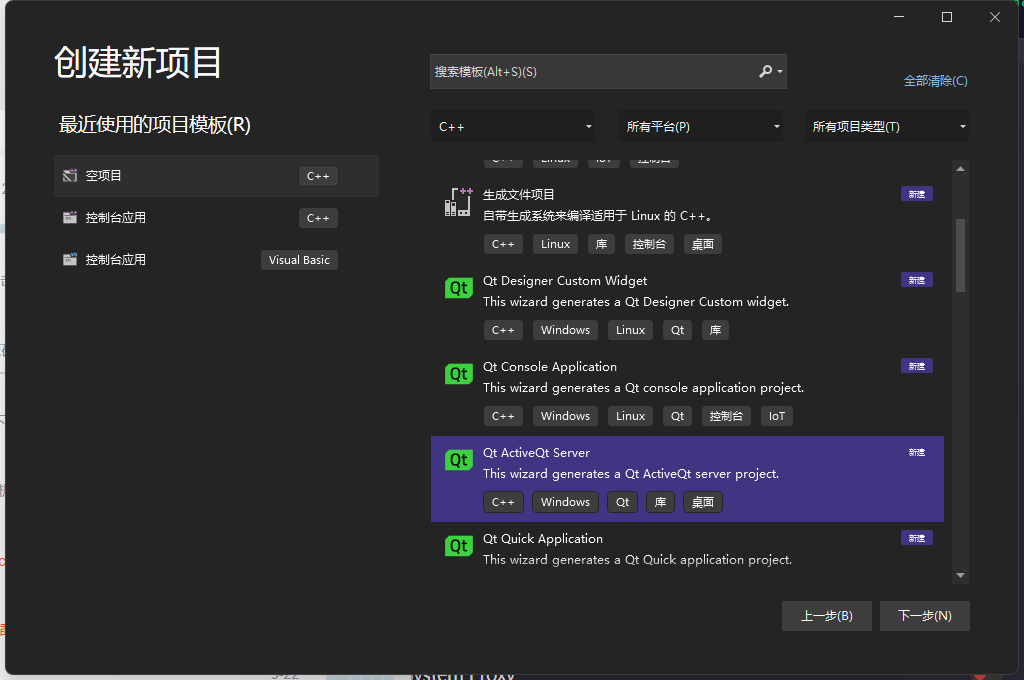 创建新项目
搜索模板(Alt+S)(S)
全部清除(C)
最近使用的项目模板(R)
C++
所有平台(P)
所有项目类型(T)
空项目
C++
控制台应用
C++
控制台应用
Visual Basic
C++ Linux IoT 控制台
生成文件项目
新建
自带生成系统来编译适用于 Linux 的 C++。
C++ Linux 库 控制台 桌面
Qt
Qt Designer Custom Widget
新建
This wizard generates a Qt Designer Custom widget.
C++ Windows Linux Qt 库
Qt
Qt Console Application
新建
This wizard generates a Qt console application project.
C++ Windows Linux Qt 控制台 IoT
Qt
Qt ActiveQt Server
新建
This wizard generates a Qt ActiveQt server project.
C++ Windows Qt 库 桌面
Qt
Qt Quick Application
新建
This wizard generates a Qt Quick application project.
上一步(B)
下一步(N)